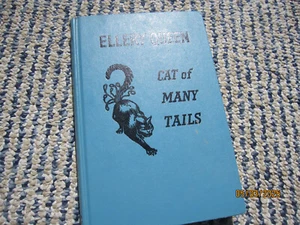 ELLERY QUEEN
CAT of
MANY
TAILS